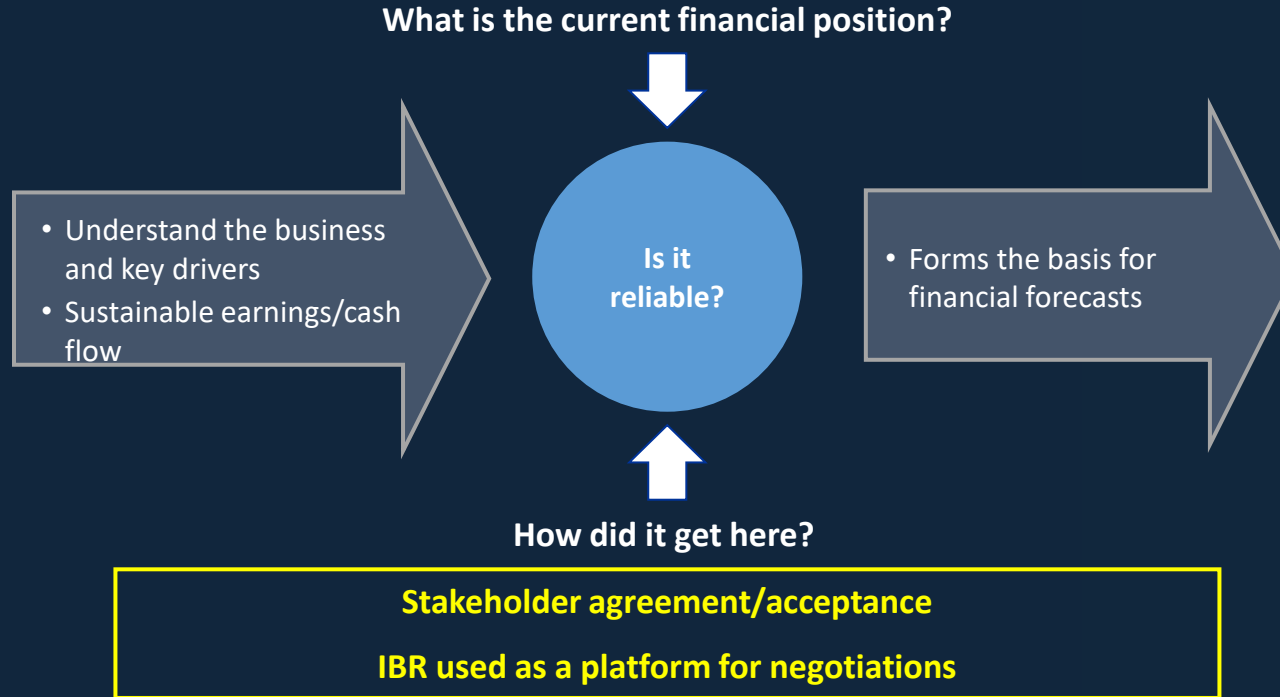 What is the current financial position?
• Understand the business
and key drivers
• Sustainable earnings/cash
flow
Is it
reliable?
• Forms the basis for
financial forecasts
How did it get here?
Stakeholder agreement/acceptance
IBR used as a platform for negotiations